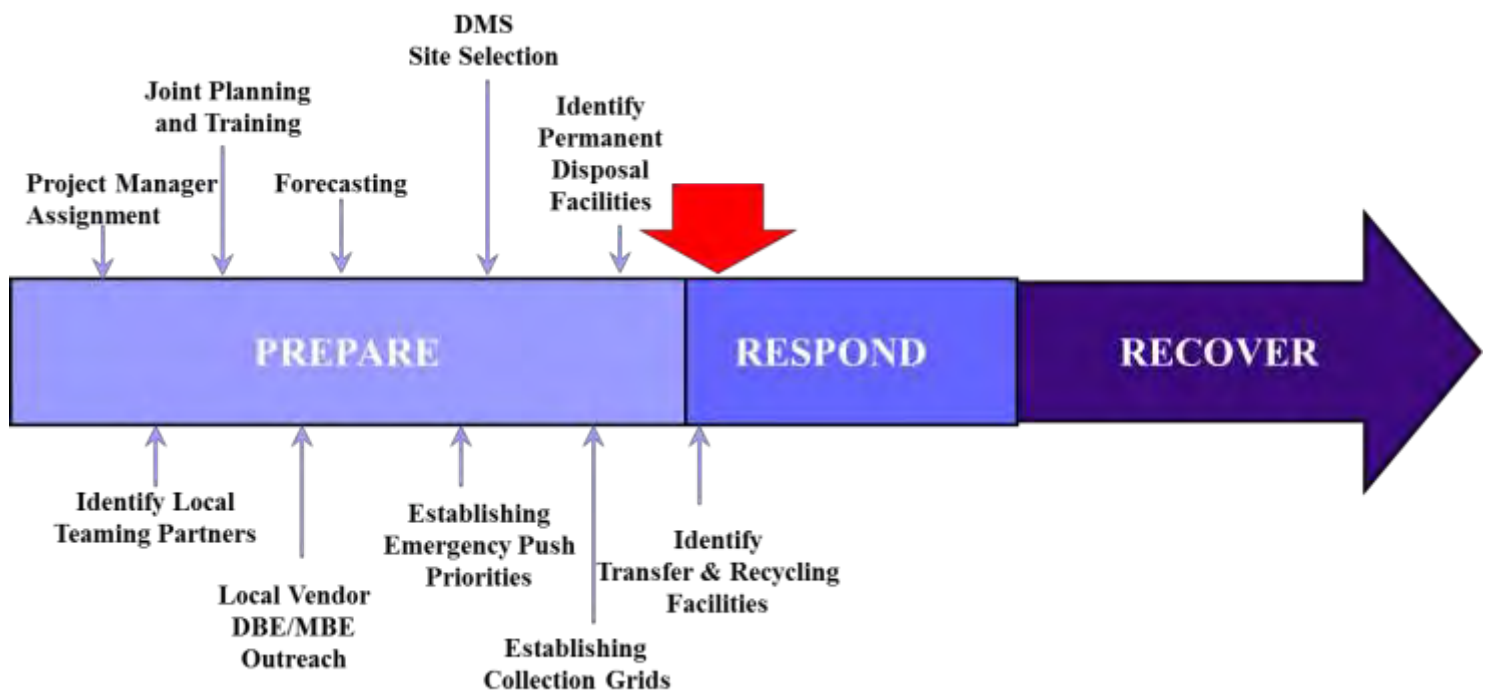 DMS
Site Selection
Joint Planning
and Training
Identify
Permanent
Disposal
Facilities
Project Manager
Assignment
Forecasting
PREPARE
RESPOND
RECOVER
Identify Local
Teaming Partners
Local Vendor
DBE/MBE
Outreach
Establishing
Emergency Push
Priorities
Establishing
Collection Grids
Identify
Transfer & Recycling
Facilities